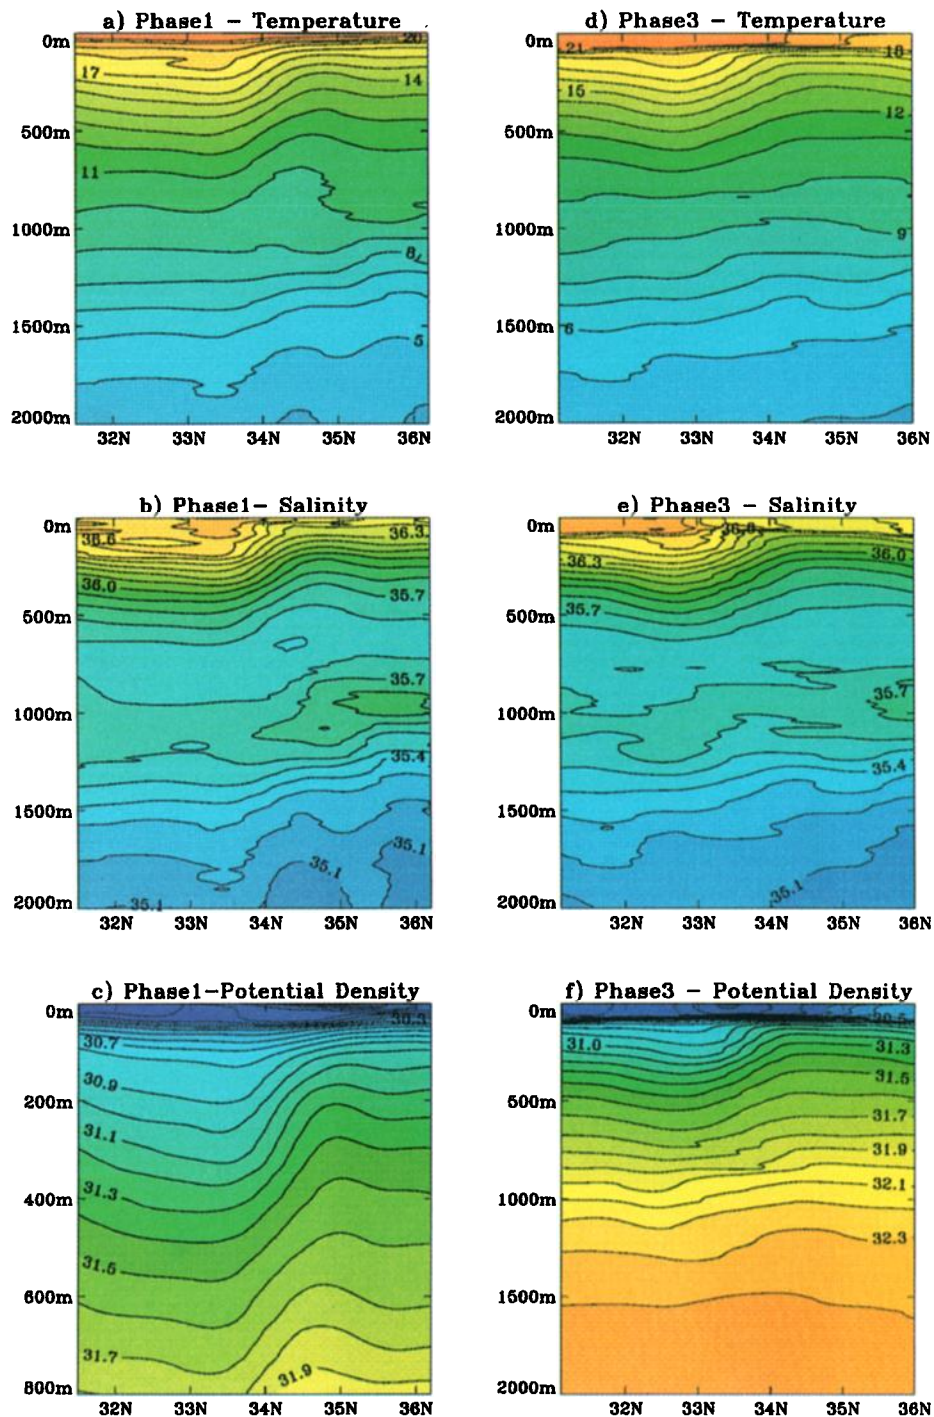 a) Phase1 - Temperature
0m
500m
1000m
1500m
2000m
20
17
14
11
8
7
5
32N 33N 34N 35N 36N
d) Phase3 - Temperature
0m
500m
1000m
1500m
2000m
21
18
15
12
9
6
32N 33N 34N 35N 36N
b) Phase1- Salinity
0m
500m
1000m
1500m
2000m
36.6
36.3
36.0
35.7
35.7
35.4
35.1
35.1
35.1
32N 33N 34N 35N 36N
e) Phase3 - Salinity
0m
500m
1000m
1500m
2000m
36.3
36.0
35.7
35.7
35.4
35.1
32N 33N 34N 35N 36N
c) Phase1-Potential Density
0m
200m
400m
600m
800m
30.3
30.7
30.9
31.1
31.3
31.5
31.7
31.9
32N 33N 34N 35N 36N
f) Phase3 - Potential Density
0m
500m
1000m
1500m
2000m
30.5
31.0
31.3
31.5
31.7
31.9
32.1
32.3
32N 33N 34N 35N 36N